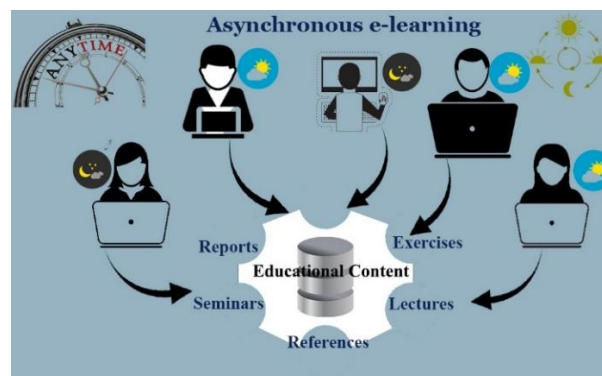 Asynchronous e-learning
ANYTIME
Reports
Exercises
Educational Content
Seminars
Lectures
References